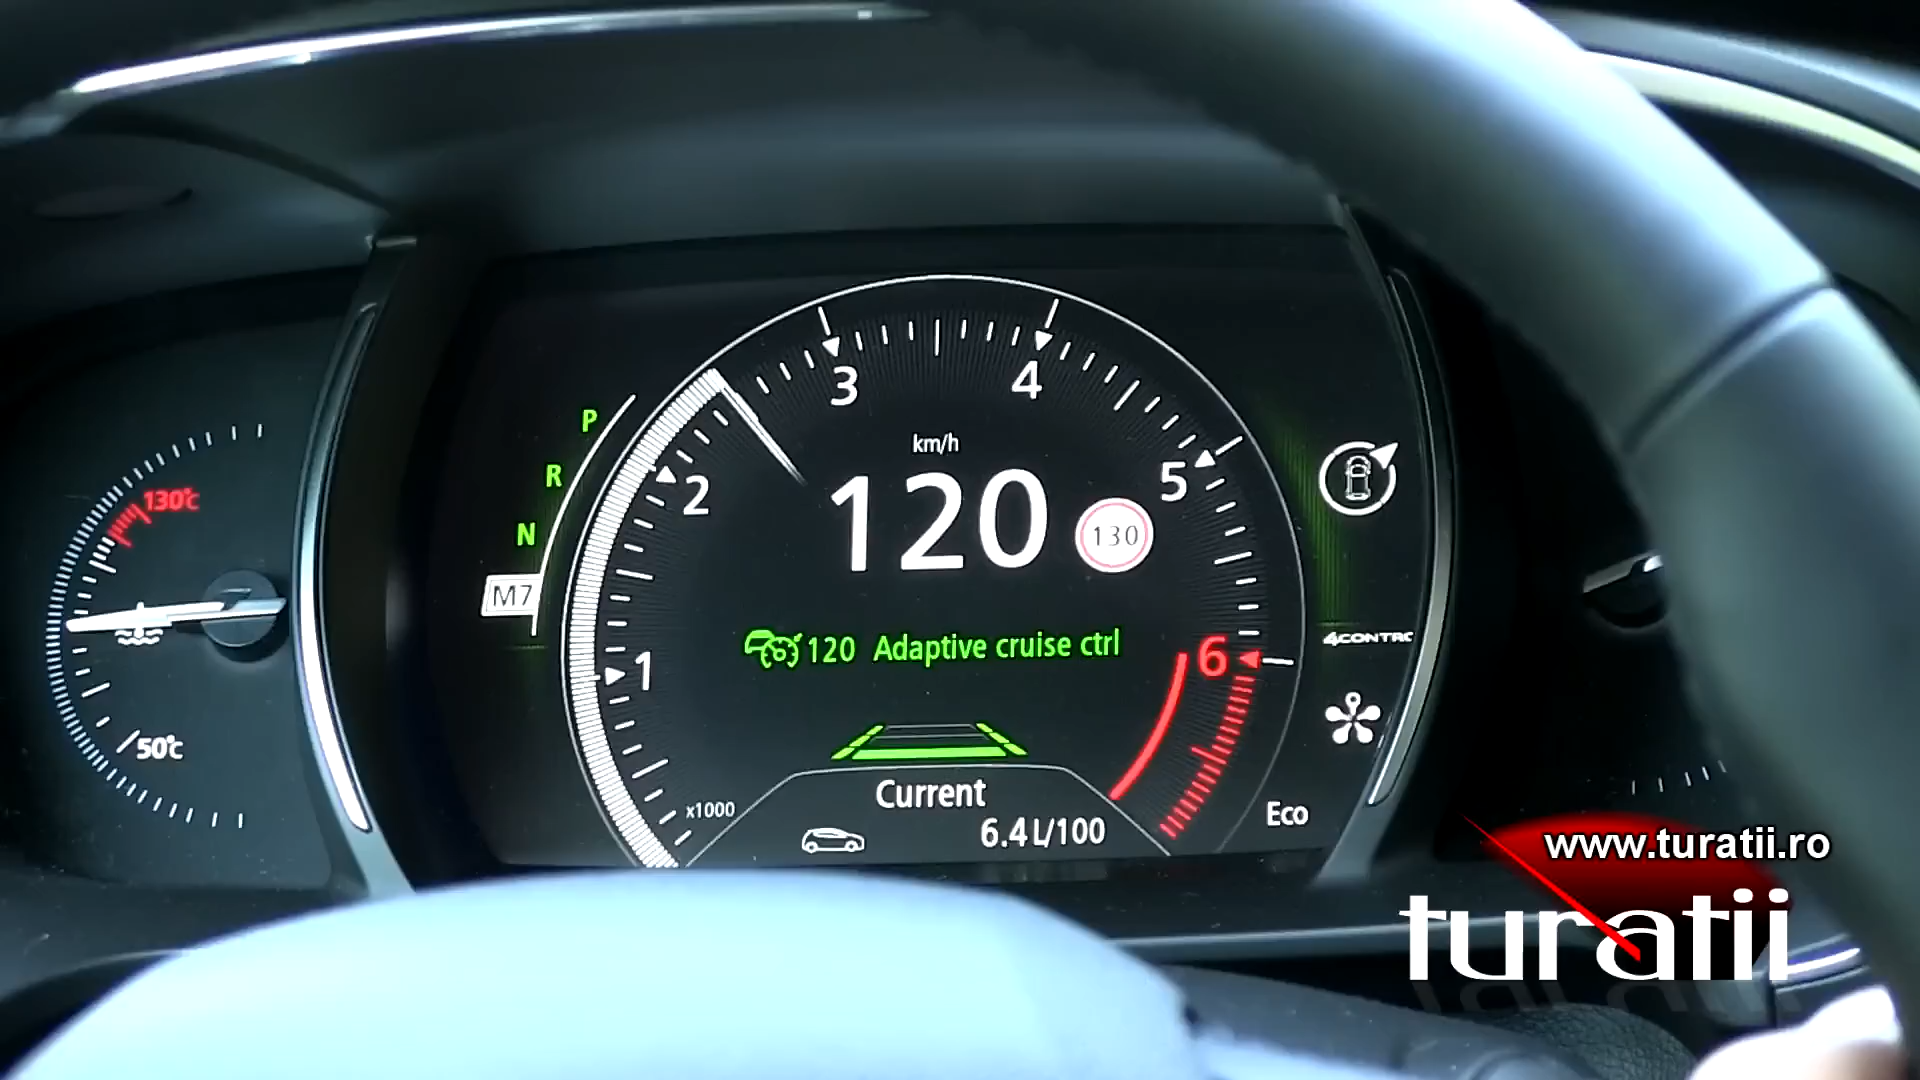 3
4
P
km/h
R
130℃
2
120
130
5
N
M7
120 Adaptive cruise ctrl
4CONTRO
1
6
50℃
Current
x1000
6.4 L/100
Eco
www.turatii.ro
turatii